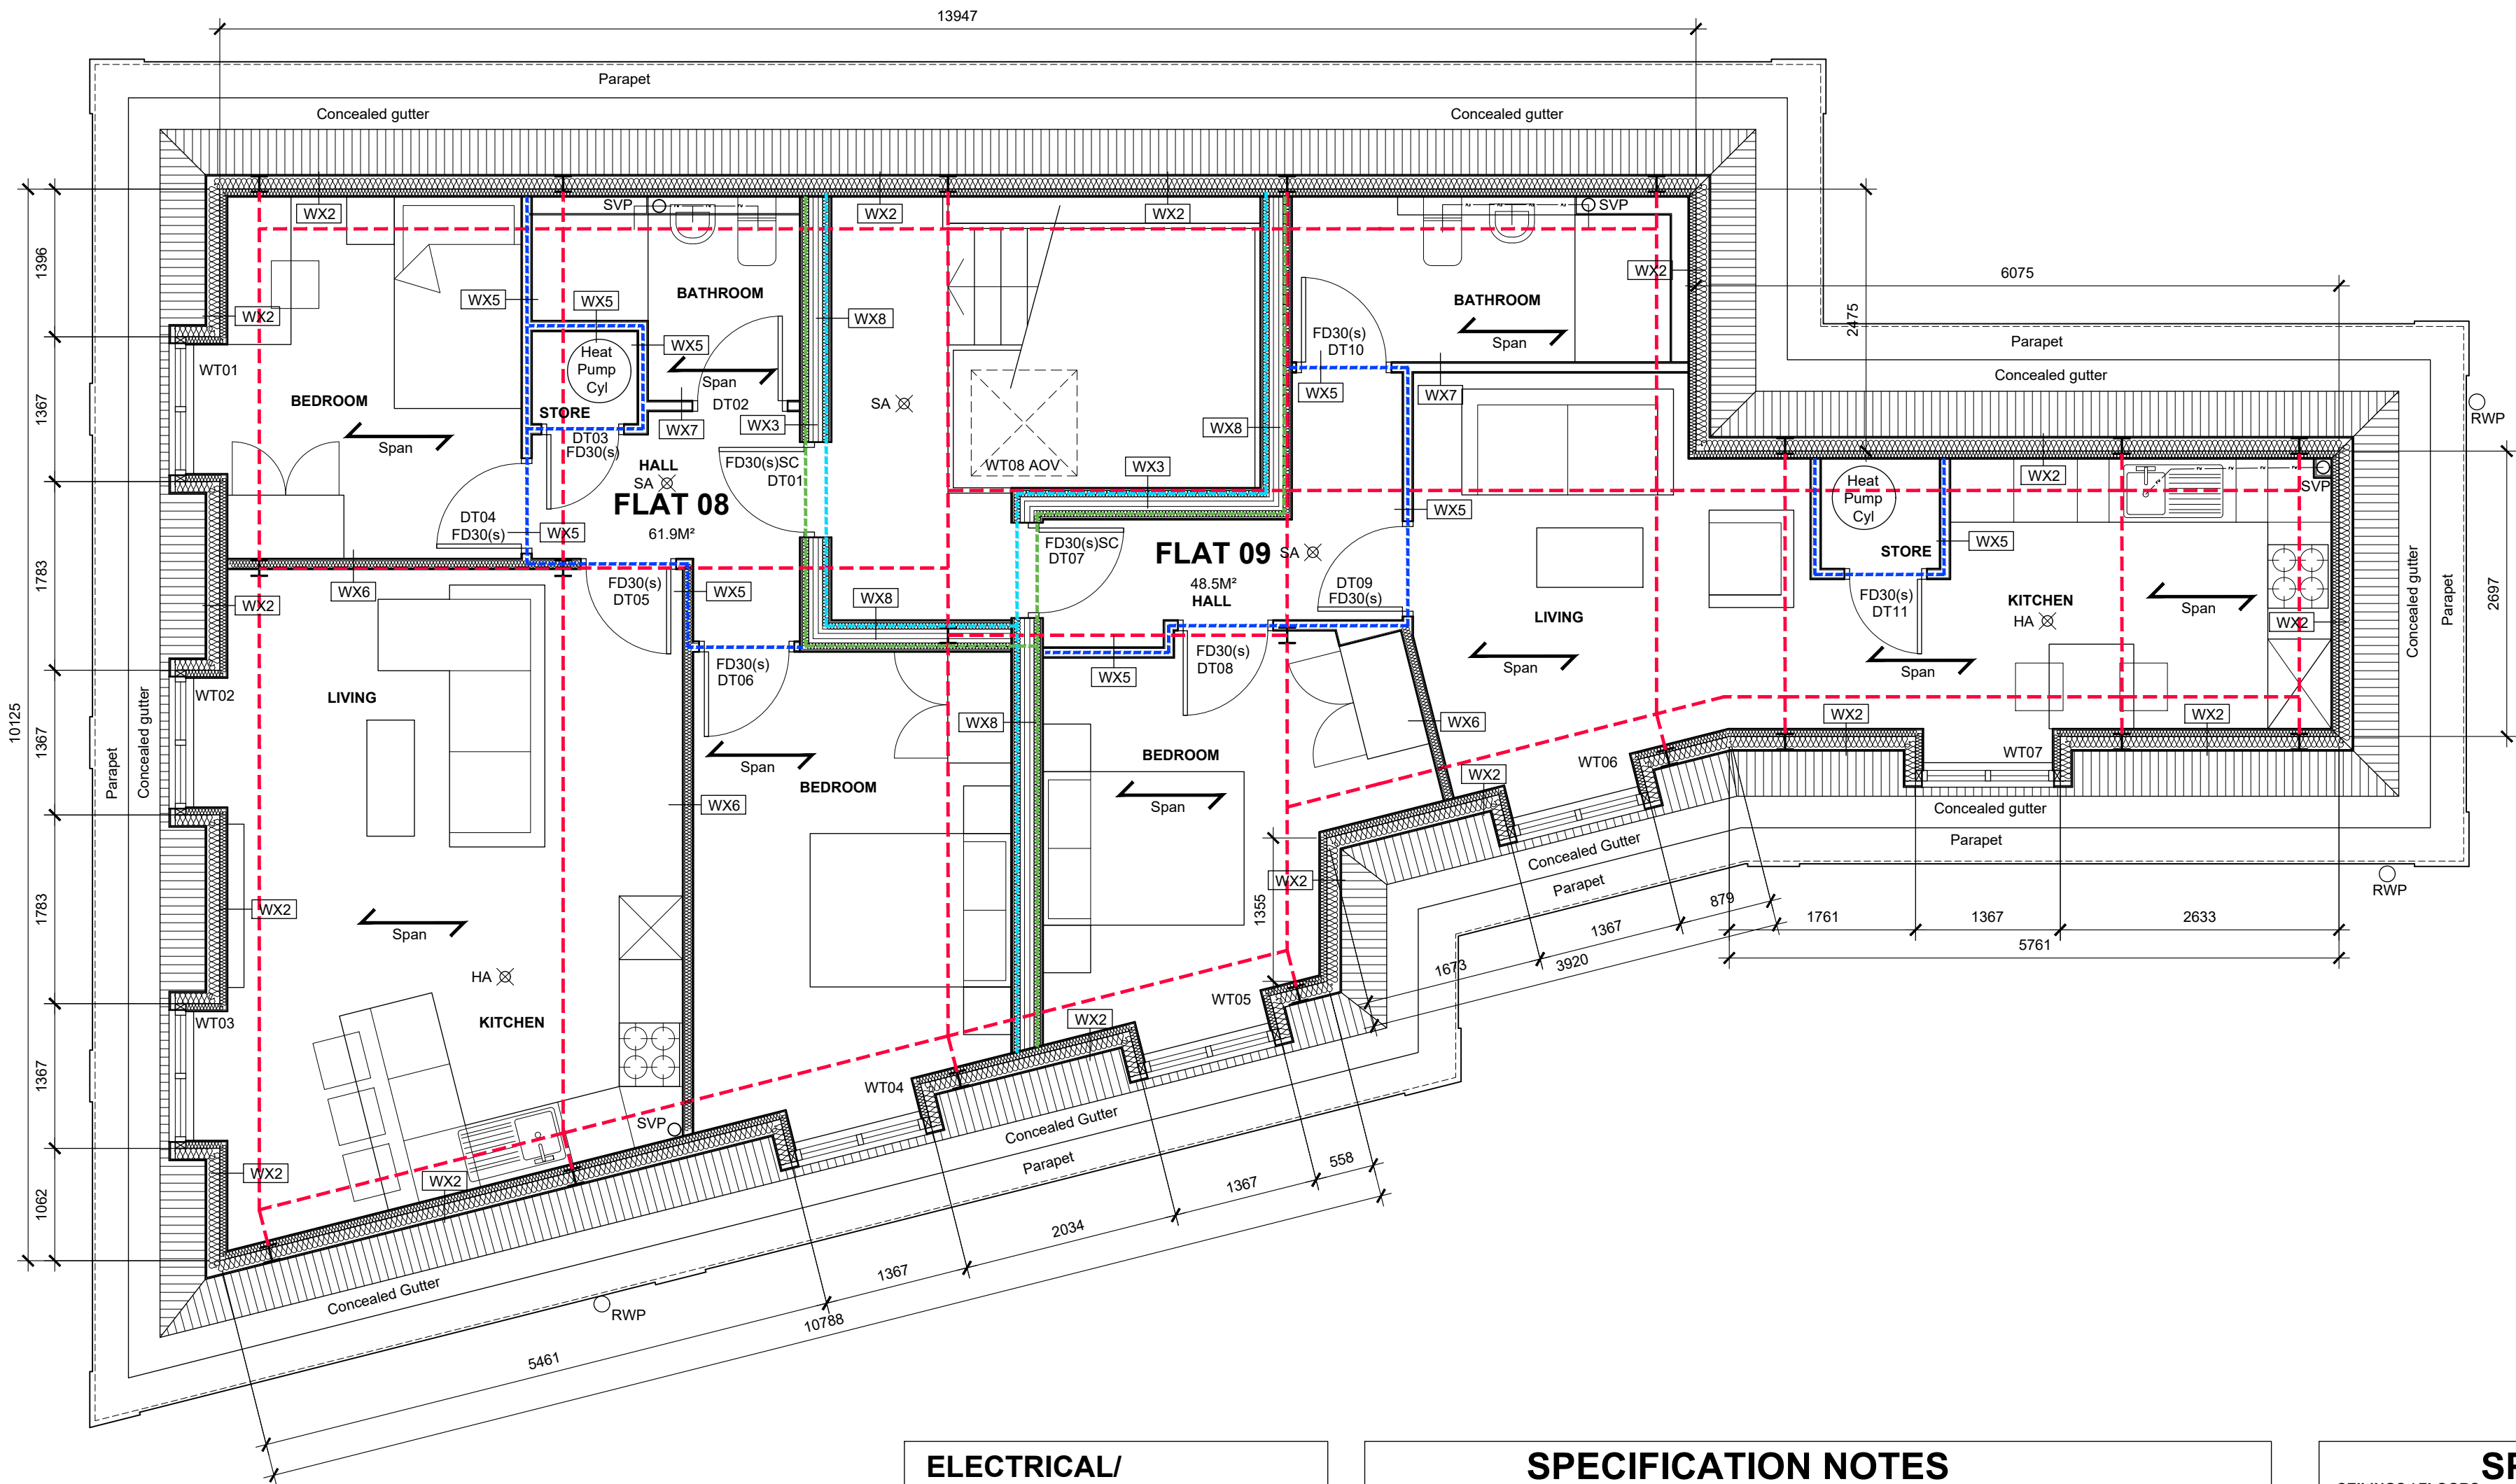 13947
Parapet
Concealed gutter
Concealed gutter
SVP
SVP
WX2
WX2
WX2
WX2
6075
1396
2475
BATHROOM
BATHROOM
WX5
WX5
WX2
WX8
FD30(s)
DT10
Span
Parapet
WT01
Heat
Pump
Cyl
WX5
Span
Concealed gutter
1367
BEDROOM
STORE
DT02
SA
WX5
WX7
RWP
WX7
WX3
WX8
Span
DT03
FD30(s)
HALL
SA
FD30(s)SC
DT01
WT08 AOV
WX3
WX2
Heat
Pump
Cyl
SVP
FLAT 08
61.9M²
DT04
FD30(s)
WX5
WX5
FD30(s)SC
DT07
FLAT 09
SA
48.5M²
HALL
STORE
WX5
1783
WX2
WX6
FD30(s)
DT05
WX5
WX8
DT09
FD30(s)
LIVING
FD30(s)
DT11
KITCHEN
HA
Span
WX2
Concealed gutter
Parapet
2697
FD30(s)
DT06
WX5
FD30(s)
DT08
Span
Span
WT02
LIVING
10125
1367
Parapet
Concealed gutter
WX8
WX6
WX2
WX2
Span
BEDROOM
BEDROOM
WT06
WT07
WX2
Span
WX6
Concealed gutter
Parapet
Concealed Gutter
Parapet
WX2
RWP
1783
WX2
Span
1355
879
1367
1761
1367
2633
5761
HA
1673
3920
WT05
WT03
KITCHEN
WX2
1367
WT04
SVP
Concealed Gutter
Parapet
558
1367
WX2
WX2
1062
2034
1367
Concealed Gutter
RWP
10788
5461
ELECTRICAL/
SPECIFICATION NOTES